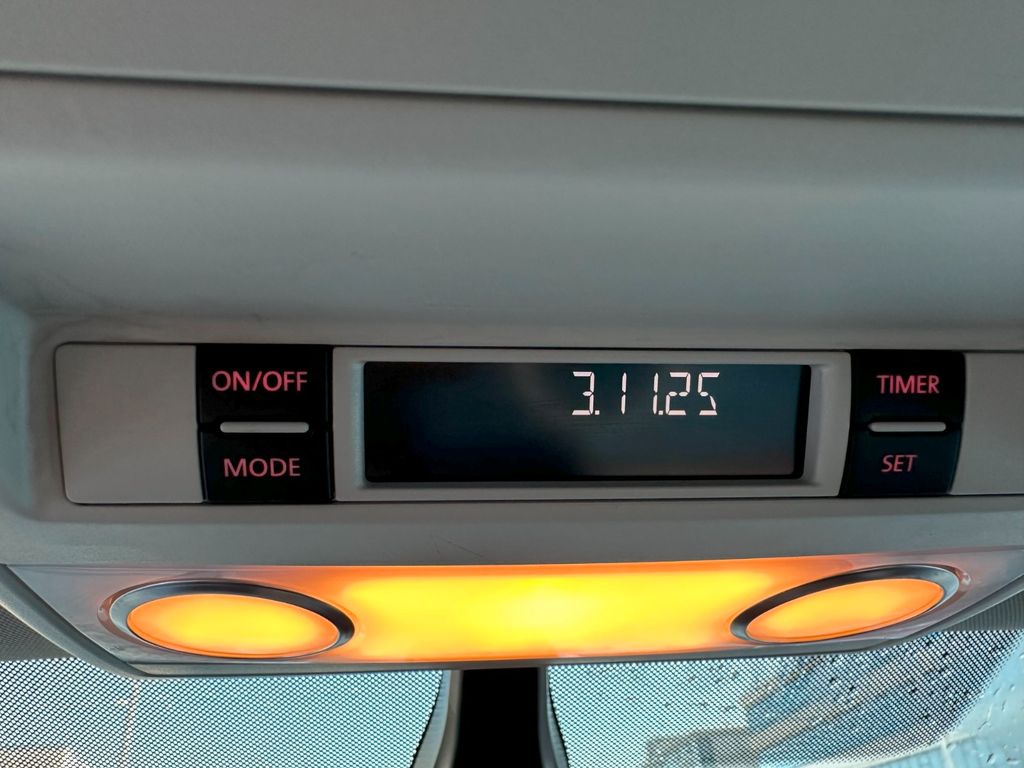 ON/OFF
MODE
3.11.25
TIMER
SET